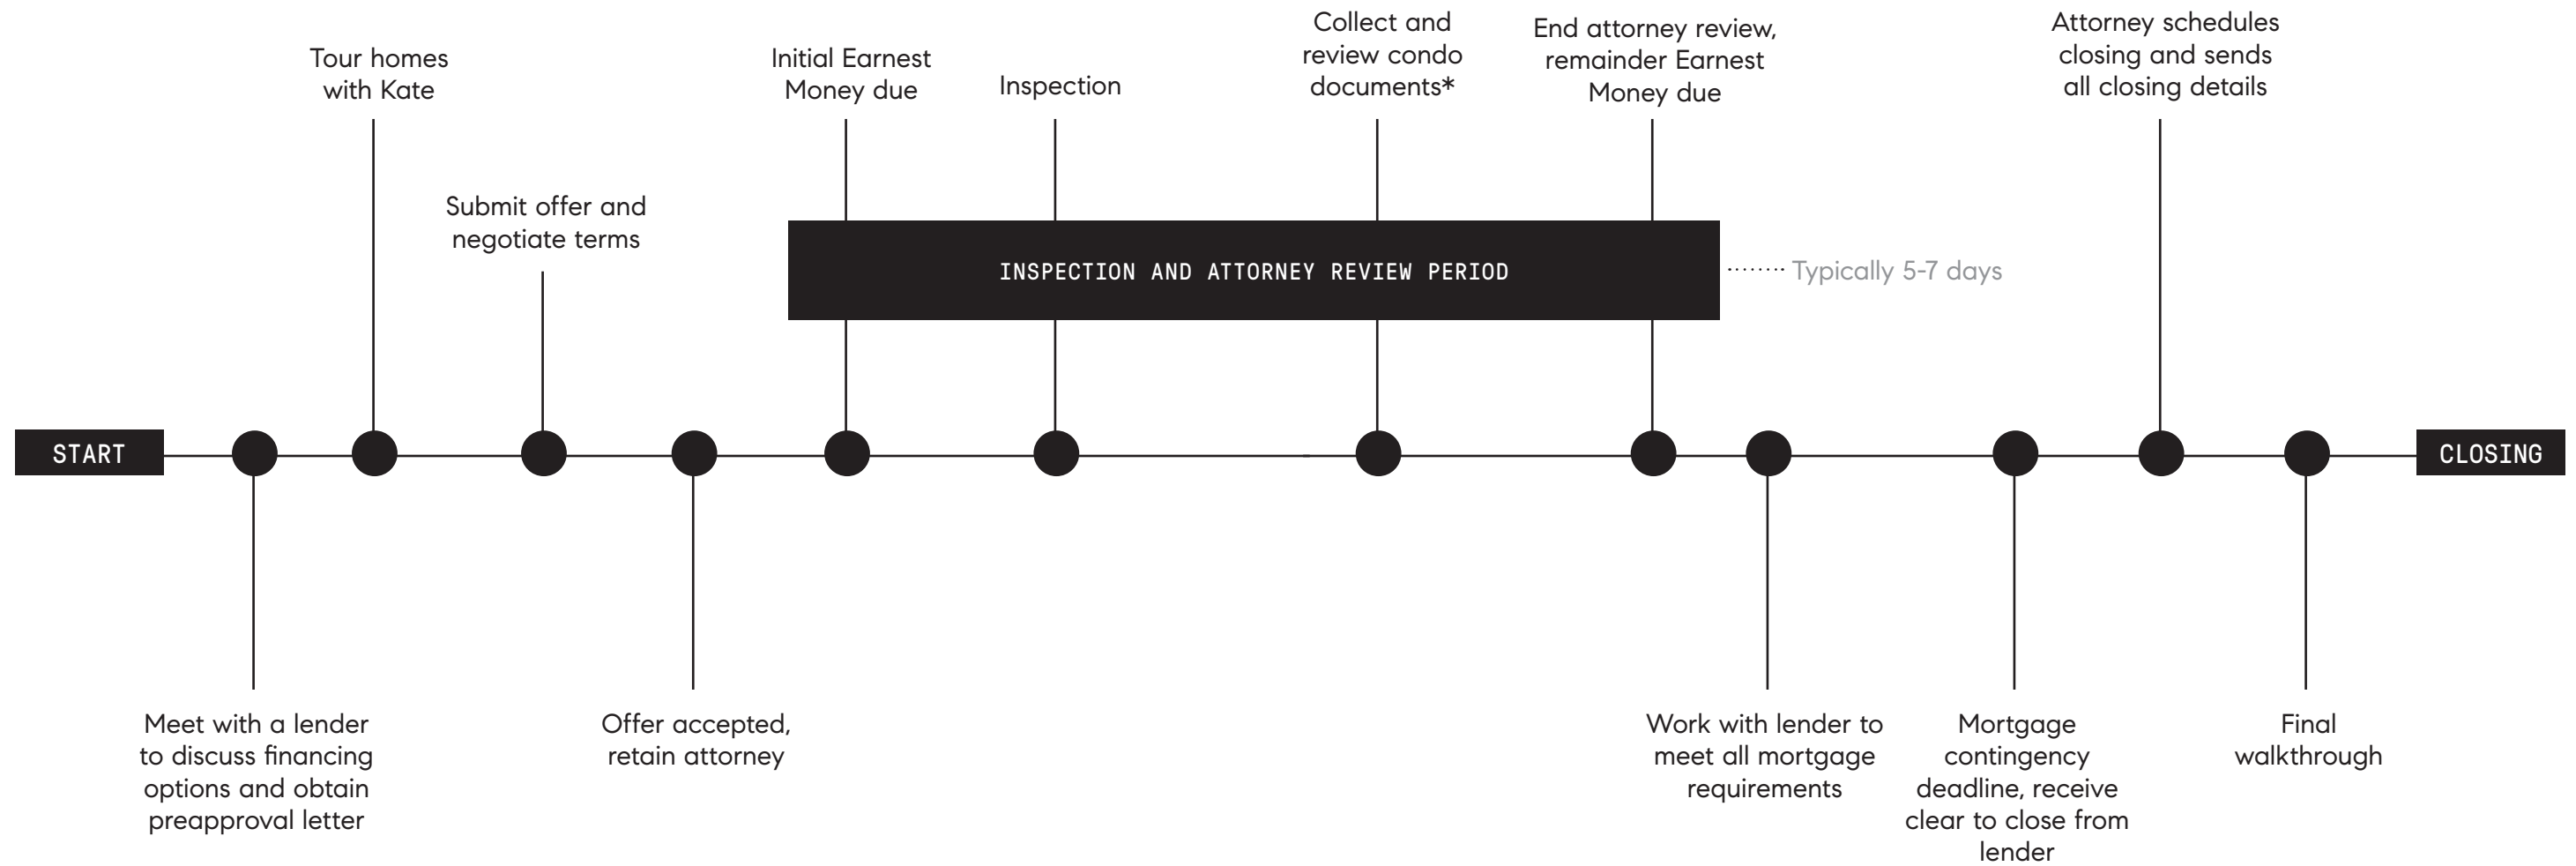 Tour homes
with Kate
Submit offer and
negotiate terms
Initial Earnest
Money due
Inspection
Collect and
review condo
documents*
End attorney review,
remainder Earnest
Money due
Attorney schedules
closing and sends
all closing details
INSPECTION AND ATTORNEY REVIEW PERIOD
Typically 5-7 days
START
CLOSING
Meet with a lender
to discuss financing
options and obtain
preapproval letter
Offer accepted,
retain attorney
Work with lender to
meet all mortgage
requirements
Mortgage
contingency
deadline, receive
clear to close from
lender
Final
walkthrough